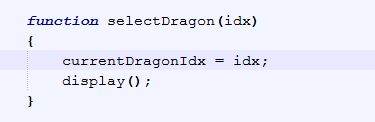 function selectDragon(idx)
{
    currentDragonIdx = idx;
    display();
}